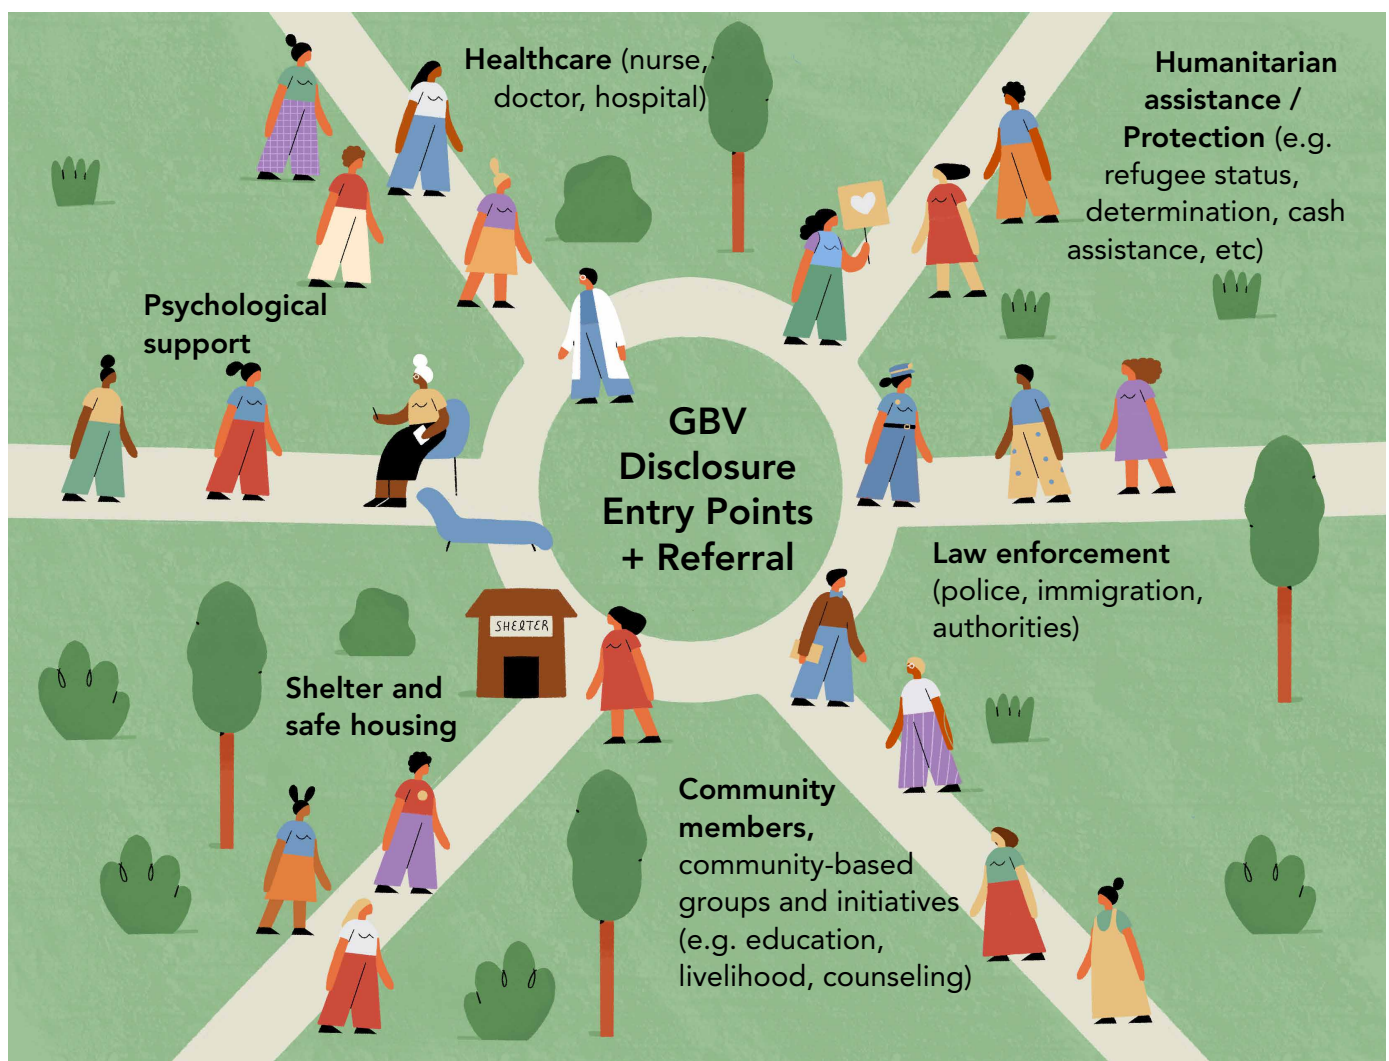 Healthcare (nurse,
doctor, hospital)
Humanitarian
assistance /
Protection (e.g.
refugee status,
determination, cash
assistance, etc)
Psychological
support
GBV
Disclosure
Entry Points
+ Referral
Law enforcement
(police, immigration,
authorities)
SHELTER
Shelter and
safe housing
Community
members,
community-based
groups and initiatives
(e.g. education,
livelihood, counseling)